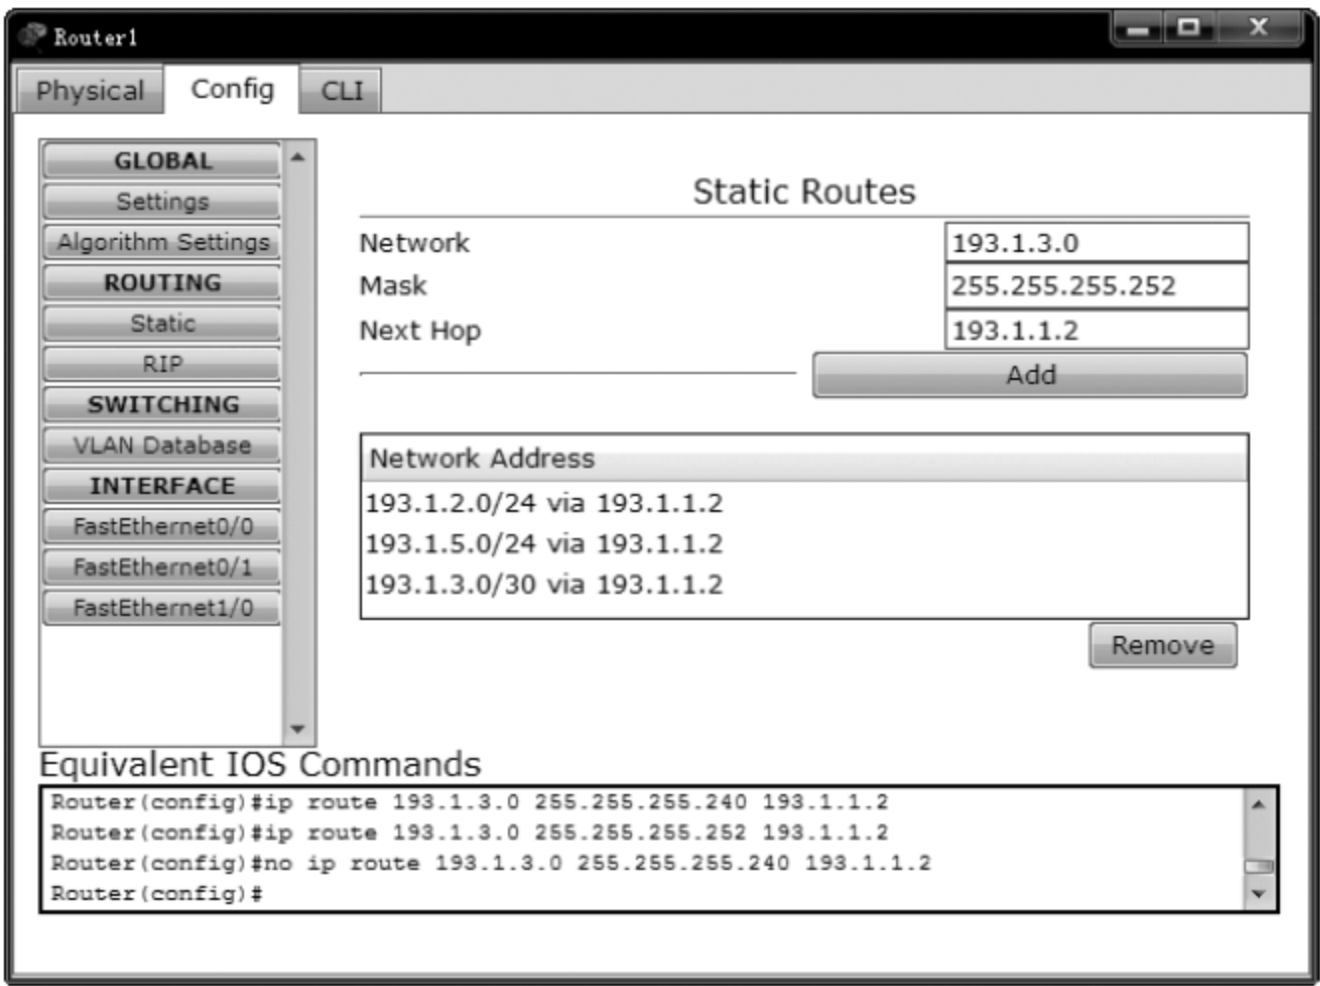 Router1
Physical Config CLI
GLOBAL
Settings
Algorithm Settings
ROUTING
Static
RIP
SWITCHING
VLAN Database
INTERFACE
FastEthernet0/0
FastEthernet0/1
FastEthernet1/0
Static Routes
Network 193.1.3.0
Mask 255.255.255.252
Next Hop 193.1.1.2
Add
Network Address
193.1.2.0/24 via 193.1.1.2
193.1.5.0/24 via 193.1.1.2
193.1.3.0/30 via 193.1.1.2
Remove
Equivalent IOS Commands
Router(config)#ip route 193.1.3.0 255.255.255.240 193.1.1.2
Router(config)#ip route 193.1.3.0 255.255.255.252 193.1.1.2
Router(config)#no ip route 193.1.3.0 255.255.255.240 193.1.1.2
Router(config)#